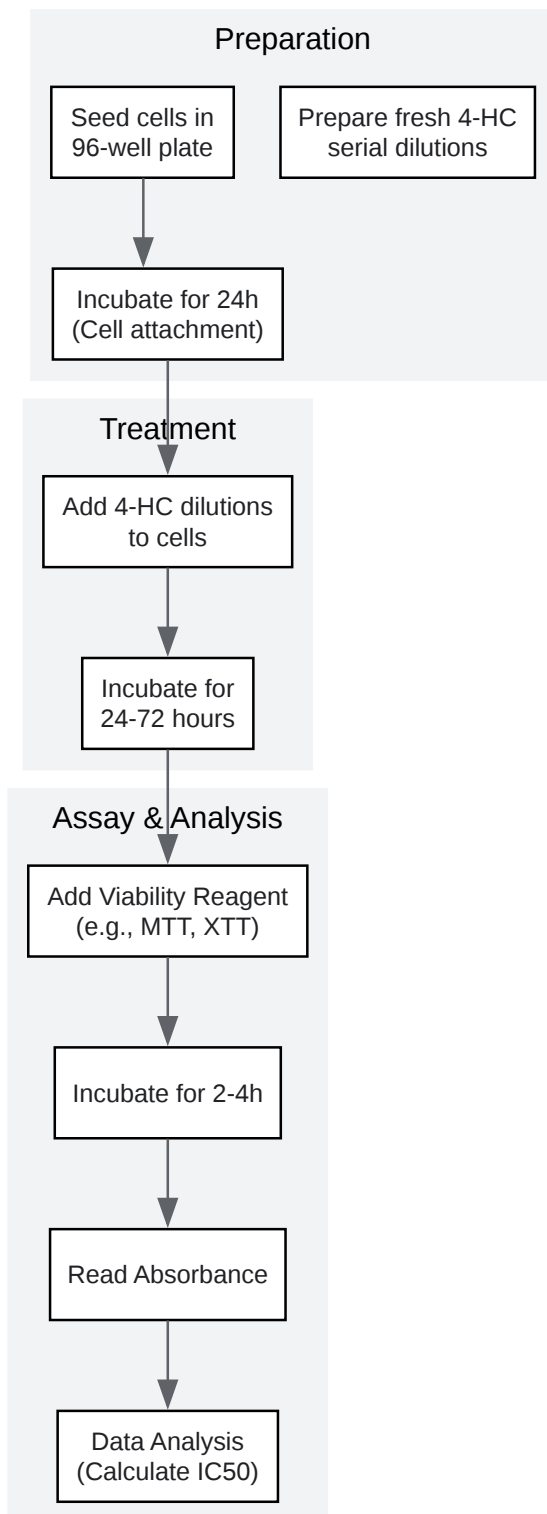 Preparation
Seed cells in
96-well plate
Prepare fresh 4-HC
serial dilutions
Incubate for 24h
(Cell attachment)
Treatment
Add 4-HC dilutions
to cells
Incubate for
24-72 hours
Assay & Analysis
Add Viability Reagent
(e.g., MTT, XTT)
Incubate for 2-4h
Read Absorbance
Data Analysis
(Calculate IC50)